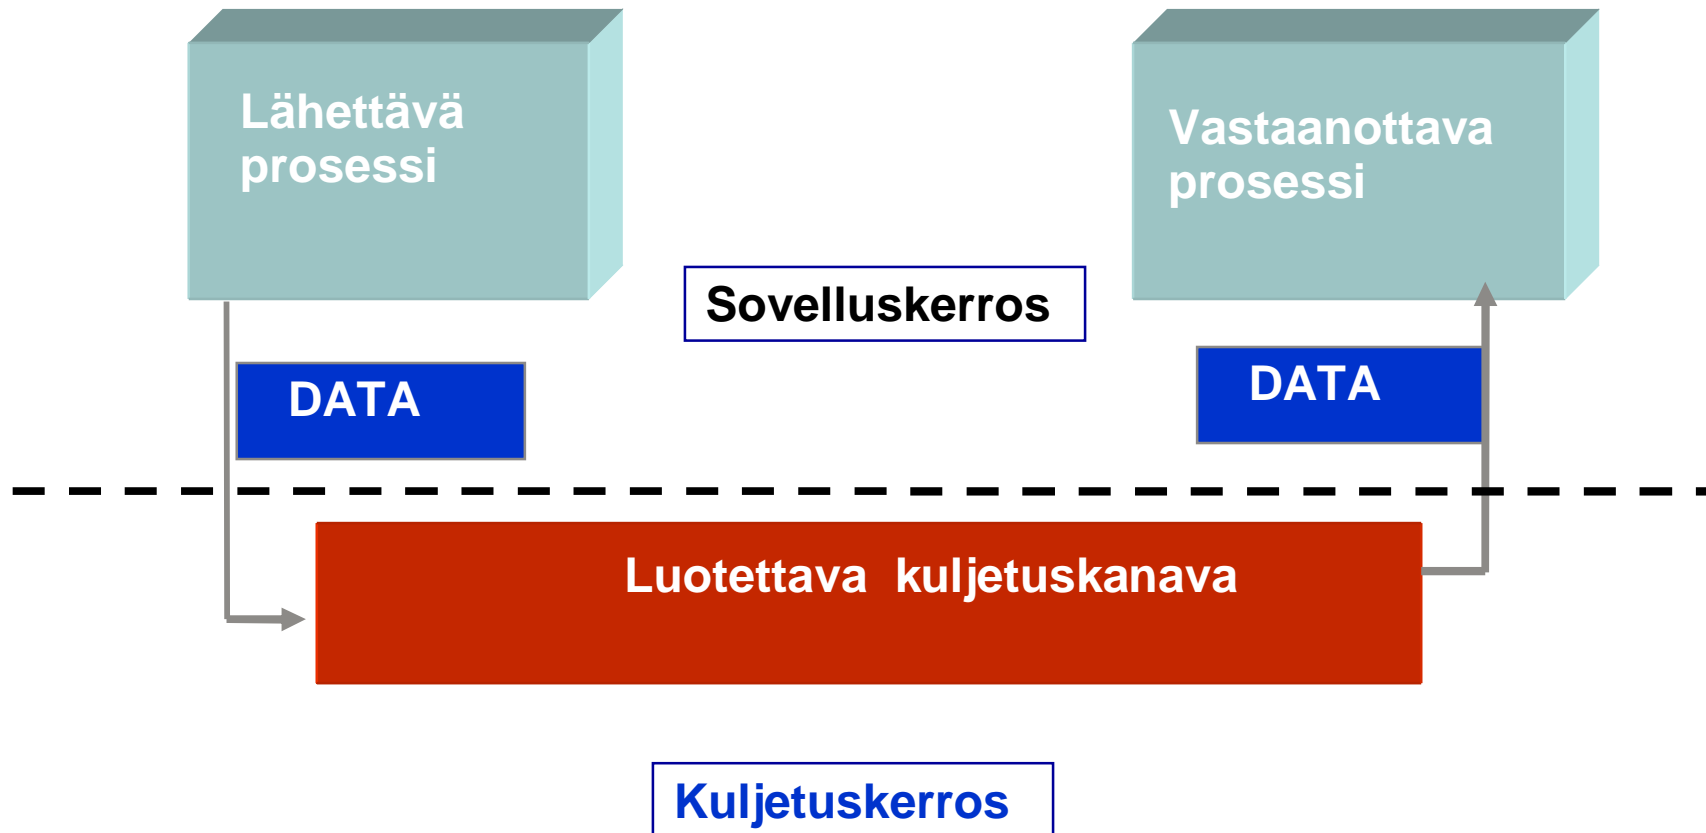 Lähettävä
prosessi
Vastaanottava
prosessi
Sovelluskerros
DATA
DATA
Luotettava kuljetuskanava
Kuljetuskerros